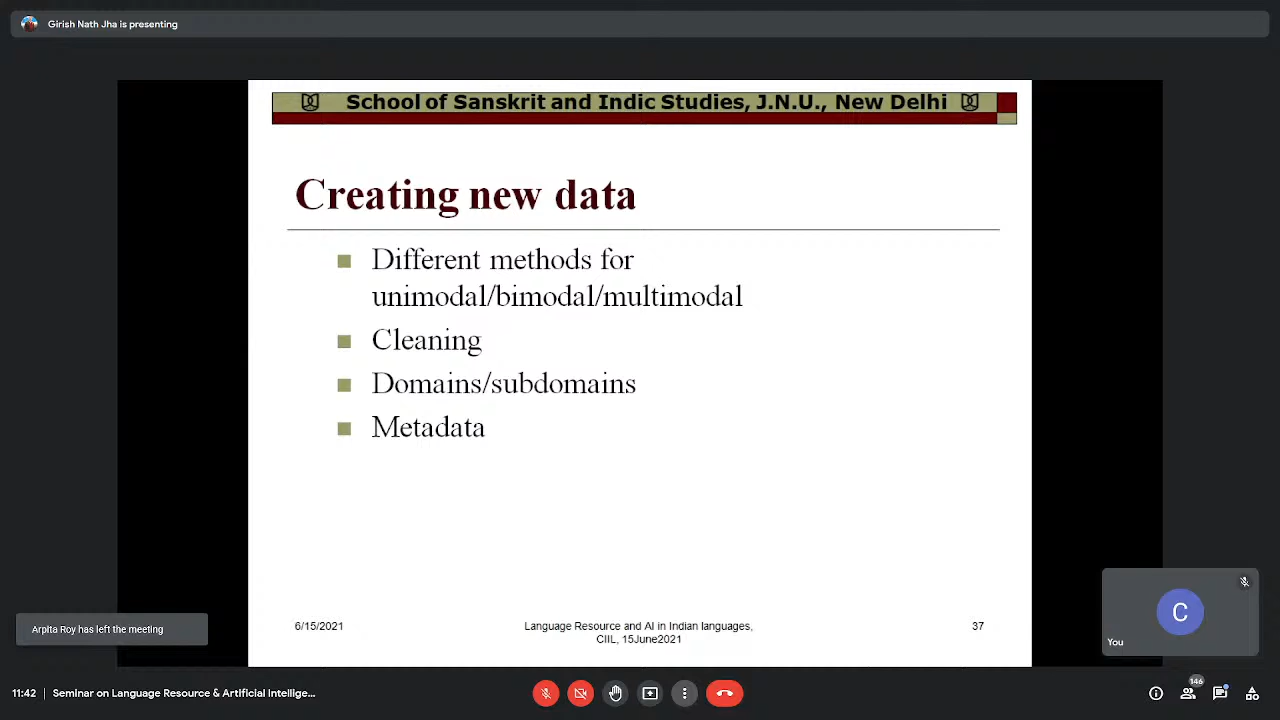 Girish Nath Jha is presenting
School of Sanskrit and Indic Studies, J.N.U., New Delhi
Creating new data
Different methods for
unimodal/bimodal/multimodal
Cleaning
Domains/subdomains
Metadata
6/15/2021
Language Resource and AI in Indian languages,
CIIL, 15June2021
37
Arpita Roy has left the meeting
C
You
11:42 | Seminar on Language Resource & Artificial Intellige...
146